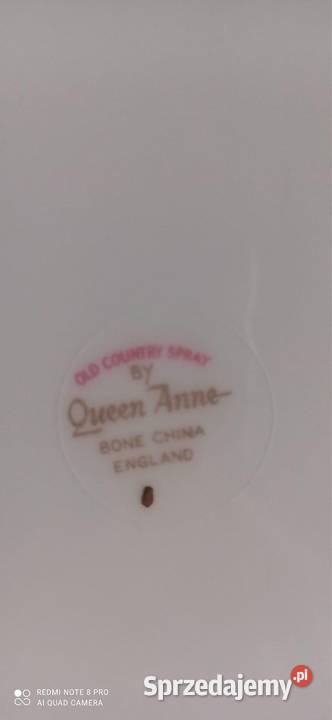 OLD COUNTRY SPRAY
BY
Queen Anne
BONE CHINA
ENGLAND
REDMI NOTE 8 PRO
AI QUAD CAMERA
Sprzedajemy.pl